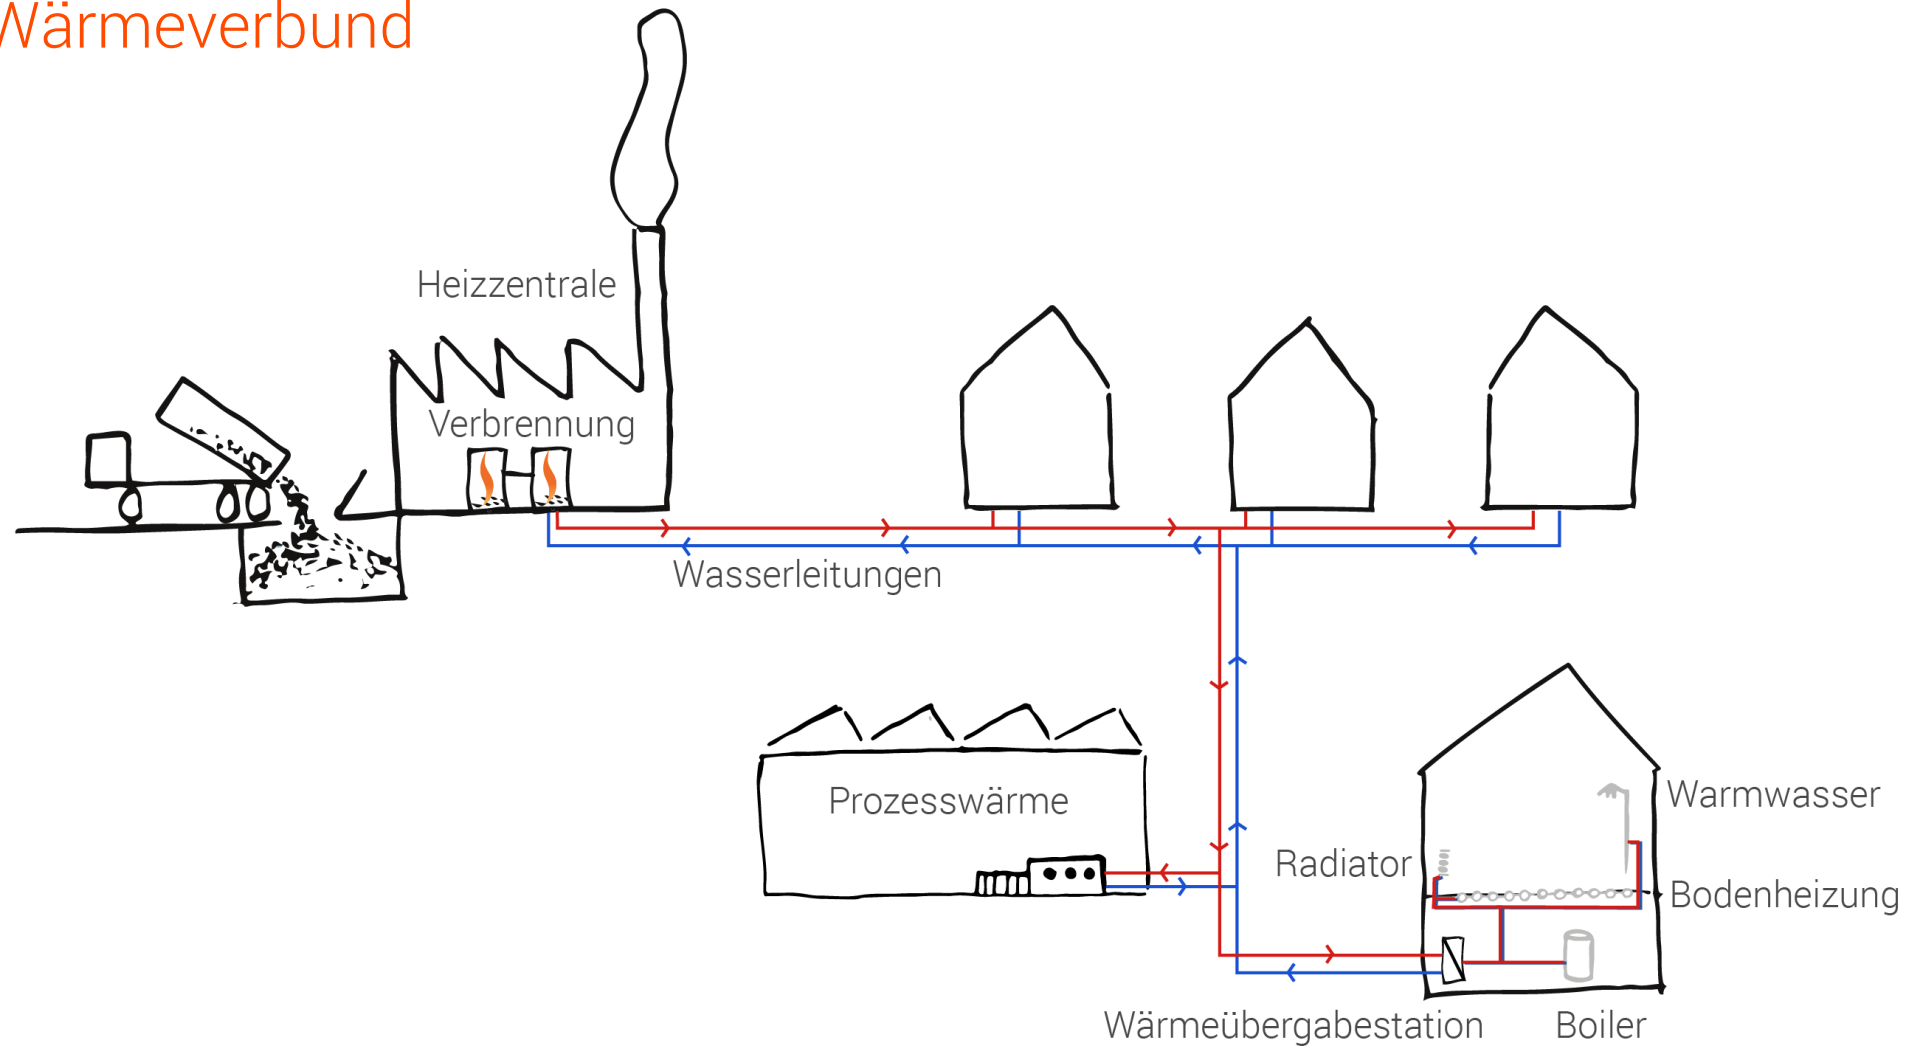 Wärmeverbund
Heizzentrale
Verbrennung
Wasserleitungen
Prozesswärme
Warmwasser
Radiator
Bodenheizung
Wärmeübergabestation
Boiler